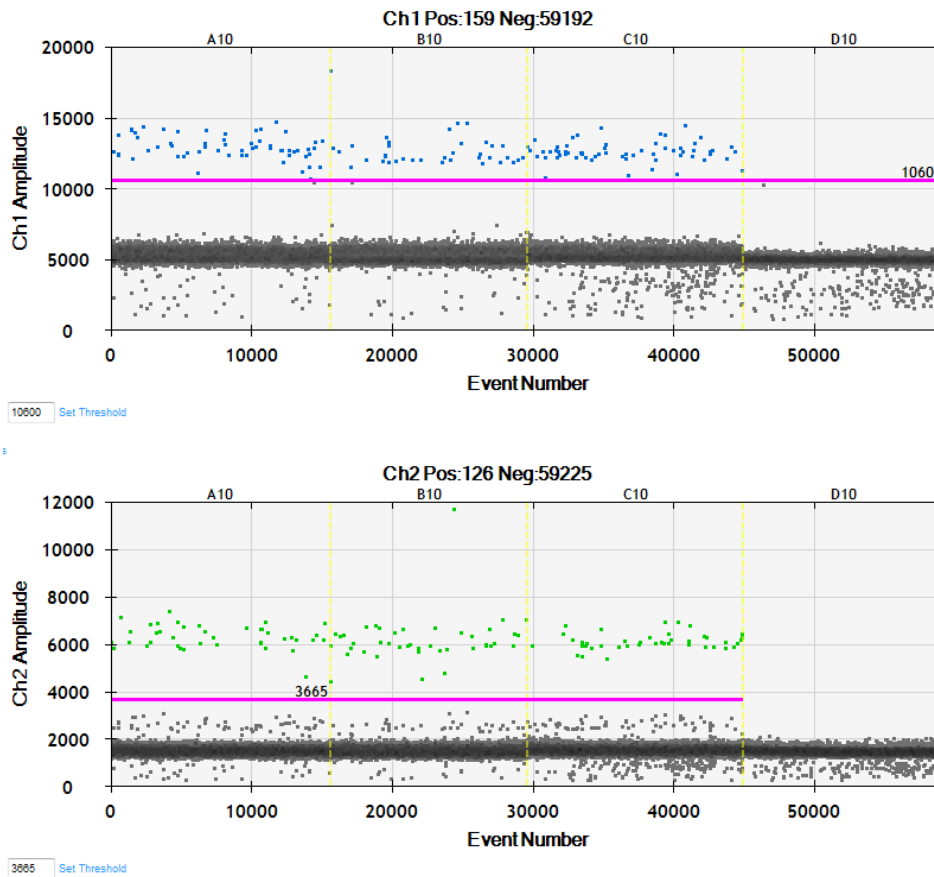 Ch1 Pos:159 Neg:59192
A10 B10 C10 D10
20000
15000
10000
5000
0
Ch1 Amplitude
1060
0 10000 20000 30000 40000 50000
Event Number
10600 Set Threshold
s
Ch2 Pos:126 Neg:59225
A10 B10 C10 D10
12000
10000
8000
6000
4000
2000
0
Ch2 Amplitude
3665
0 10000 20000 30000 40000 50000
Event Number
3665 Set Threshold